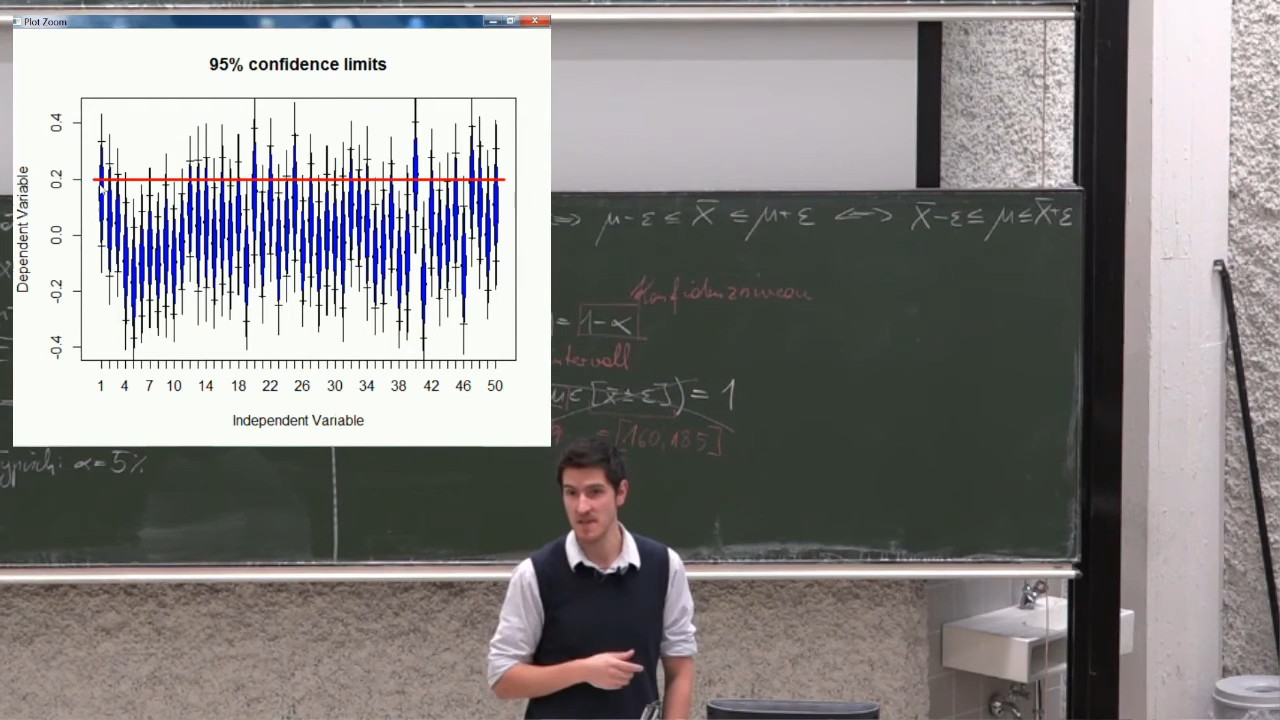 Plot Zoom
95% confidence limits
Dependent Variable
0.4
0.2
0.0
-0.2
-0.4
1 4 7 10 14 18 22 26 30 34 38 42 46 50
Independent Variable
μ-ε ≤ X̄ ≤ μ+ε ⟺ X̄-ε ≤ μ ≤ X̄+ε
Konfidenzniveau
= 1-α
[x̄±ε]) = 1
= [160,185]
α=5%